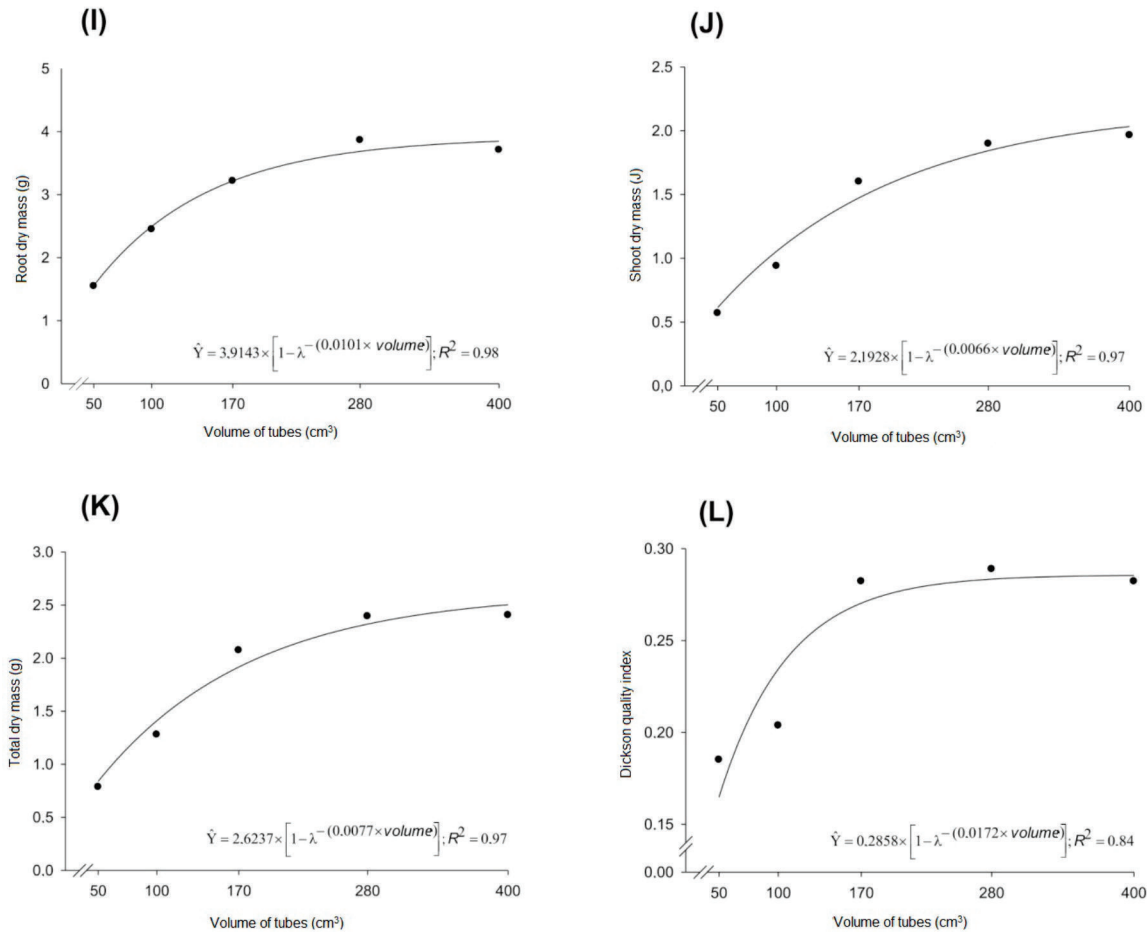 (I)
Root dry mass (g)
5
4
3
2
1
0
Ŷ = 3.9143×[1−λ^−(0.0101× volume)]; R² = 0.98
50 100 170 280 400
Volume of tubes (cm³)
(J)
Shoot dry mass (J)
2.5
2.0
1.5
1.0
0.5
0.0
Ŷ = 2.1928×[1−λ^−(0.0066× volume)]; R² = 0.97
50 100 170 280 400
Volume of tubes (cm³)
(K)
Total dry mass (g)
3.0
2.5
2.0
1.5
1.0
0.5
0.0
Ŷ = 2.6237×[1−λ^−(0.0077×volume)]; R² = 0.97
50 100 170 280 400
Volume of tubes (cm³)
(L)
Dickson quality index
0.30
0.25
0.20
0.15
0.00
Ŷ = 0.2858×[1−λ^−(0.0172× volume)]; R² = 0.84
50 100 170 280 400
Volume of tubes (cm³)